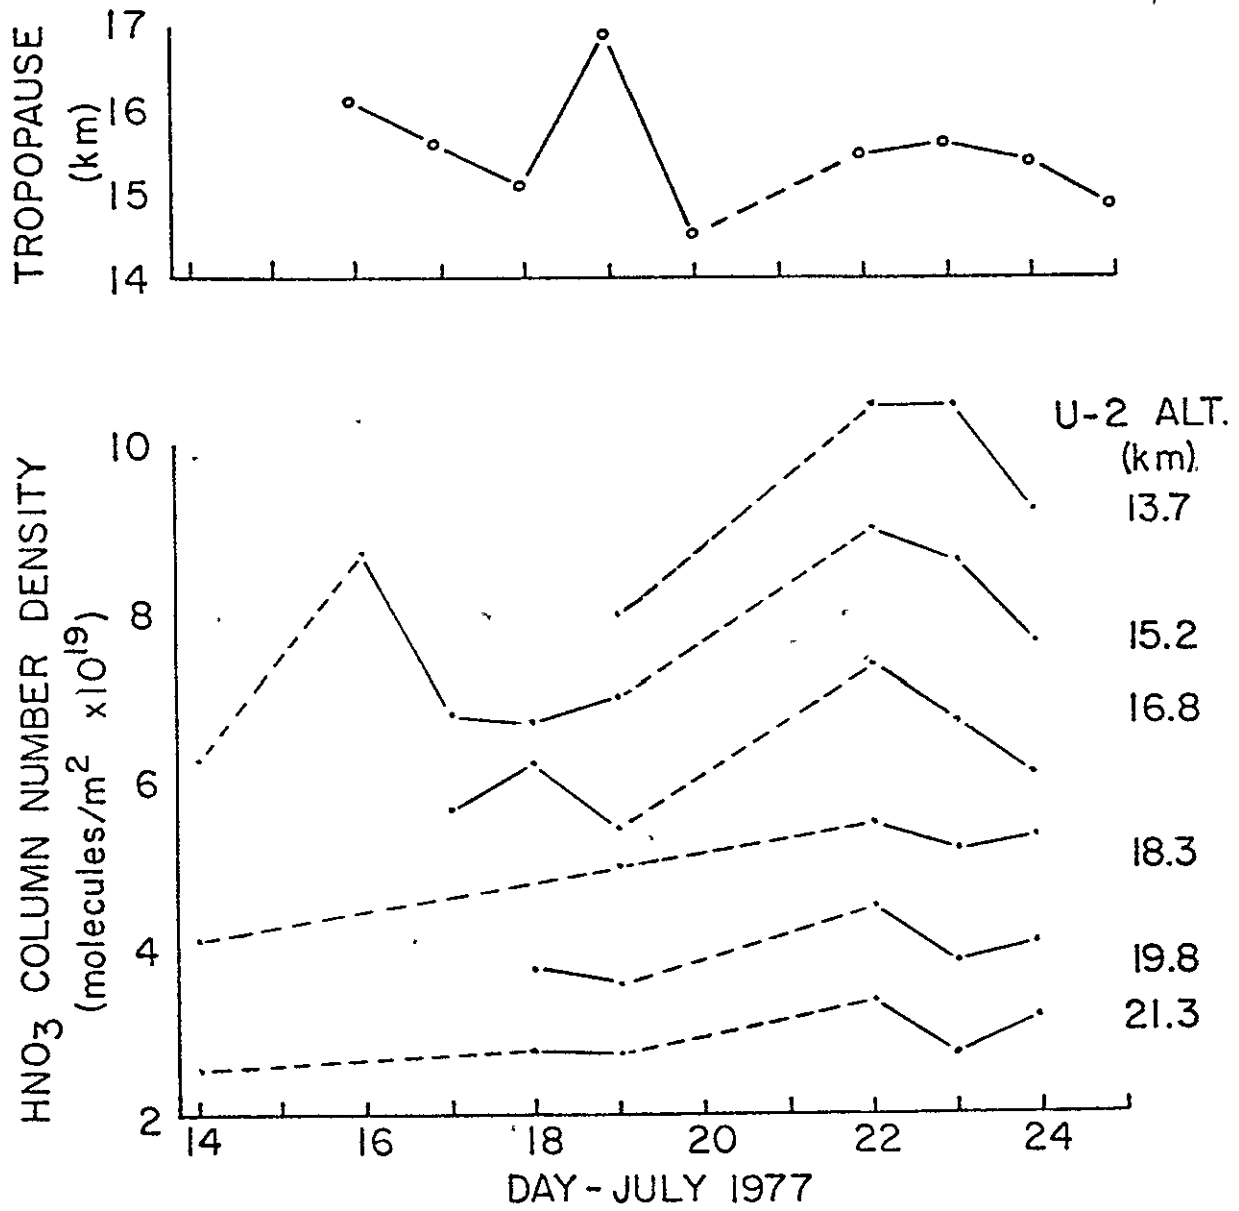 TROPOPAUSE
(km)
17
16
15
14
HNO3 COLUMN NUMBER DENSITY
(molecules/m² x10¹⁹)
10
8
6
4
2
U-2 ALT.
(km)
13.7
15.2
16.8
18.3
19.8
21.3
14 16 18 20 22 24
DAY-JULY 1977